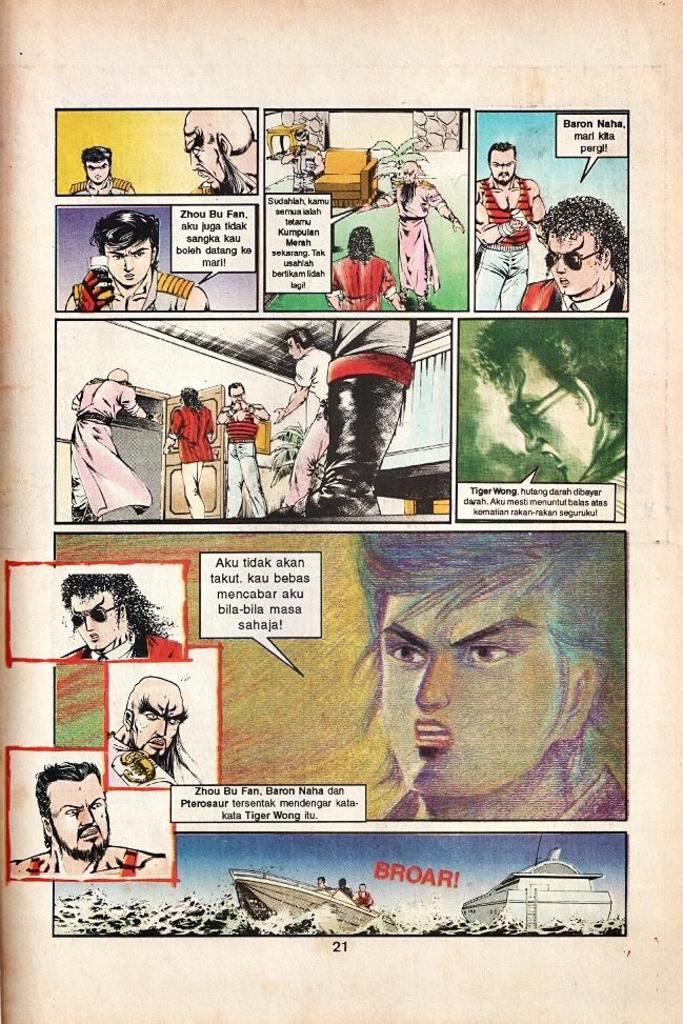 Zhou Bu Fan,
aku juga tidak
sangka kau
boleh datang ke
mari!
Sudahlah, kamu
semua ialah
tetamu
Kumpulan
Merah
sekarang. Tak
usahlah
bertikam lidah
lagi!
Baron Naha,
mari kita
pergi!
Tiger Wong, hutang darah dibayar
darah. Aku mesti menuntut balas atas
kematian rakan-rakan seguruku!
Aku tidak akan
takut. kau bebas
mencabar aku
bila-bila masa
sahaja!
Zhou Bu Fan, Baron Naha dan
Pterosaur tersentak mendengar kata-
kata Tiger Wong itu.
BROAR!
21